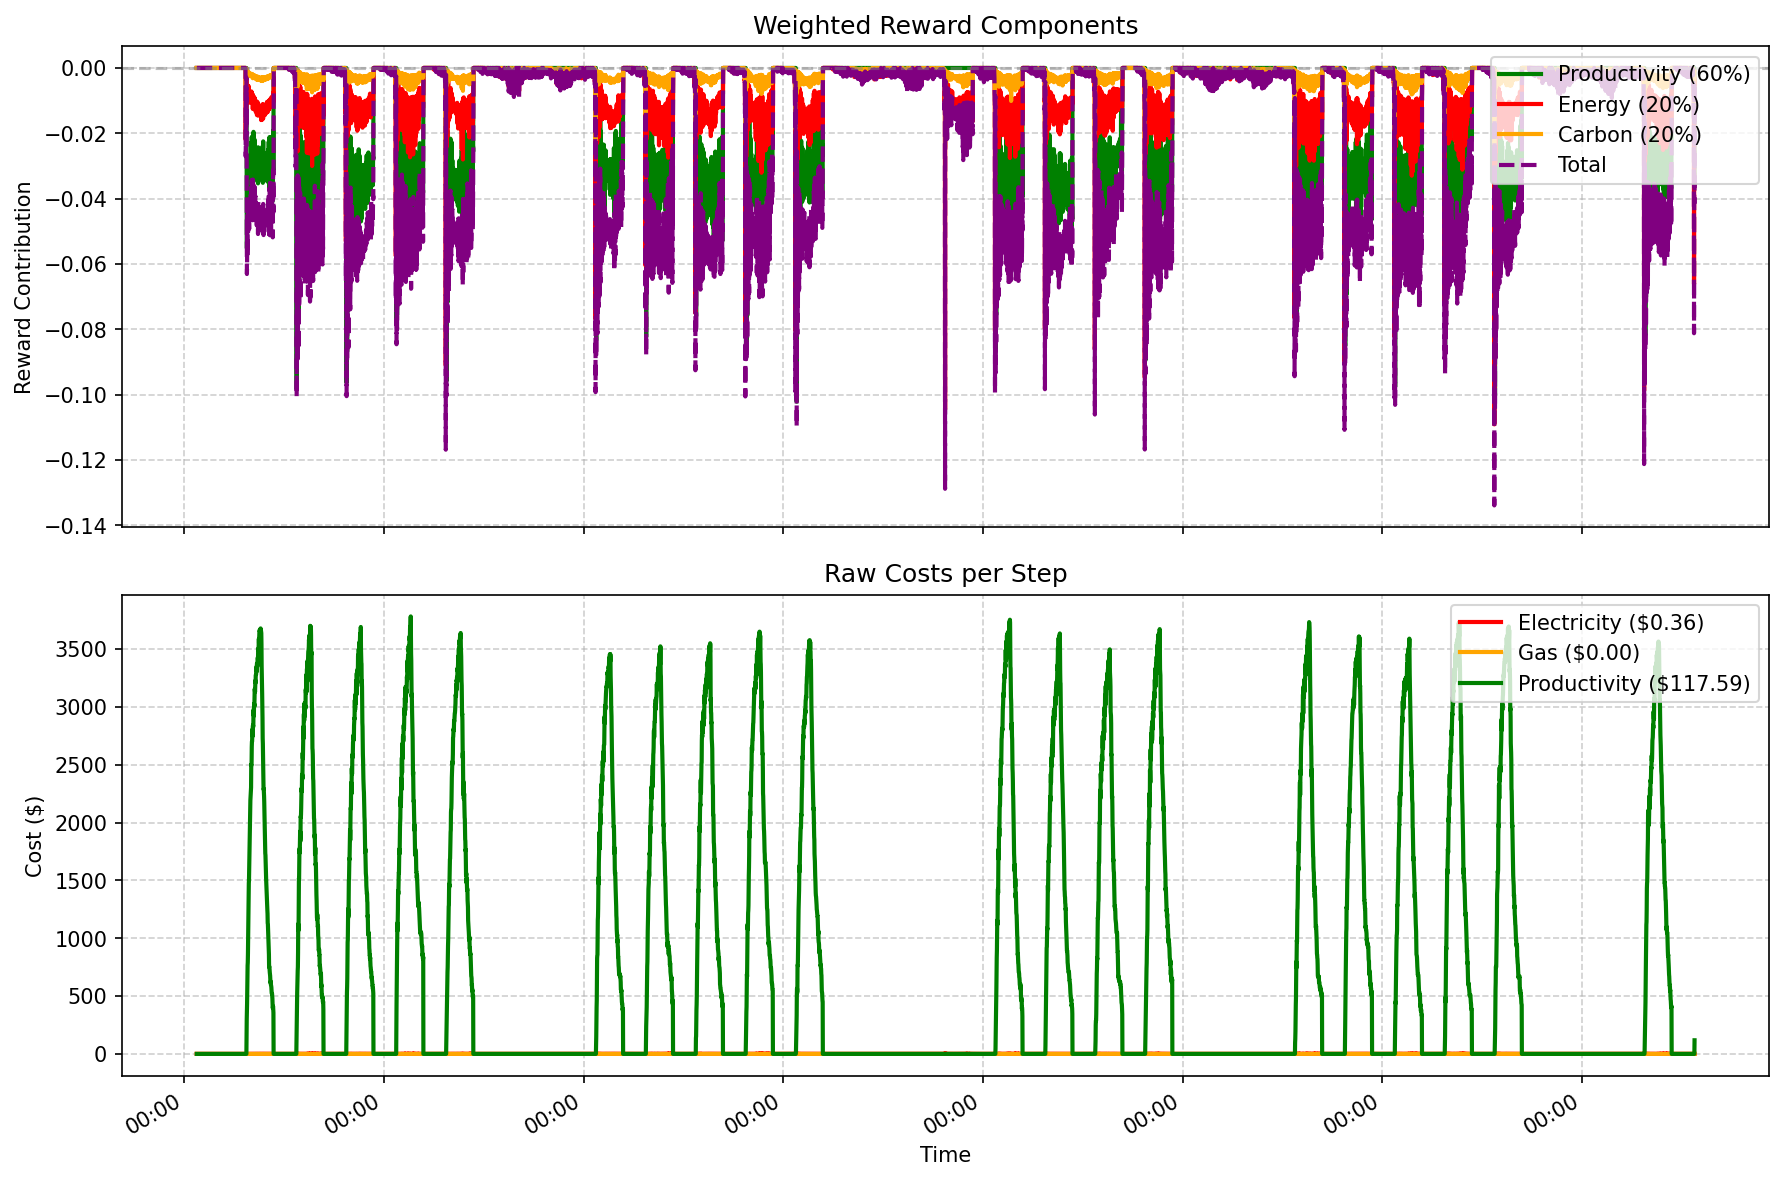 Weighted Reward Components
0.00
−0.02
−0.04
−0.06
−0.08
−0.10
−0.12
−0.14
Reward Contribution
Productivity (60%)
Energy (20%)
Carbon (20%)
Total
Raw Costs per Step
3500
3000
2500
2000
1500
1000
500
0
Cost ($)
Electricity ($0.36)
Gas ($0.00)
Productivity ($117.59)
00:00
00:00
00:00
00:00
00:00
00:00
00:00
00:00
Time